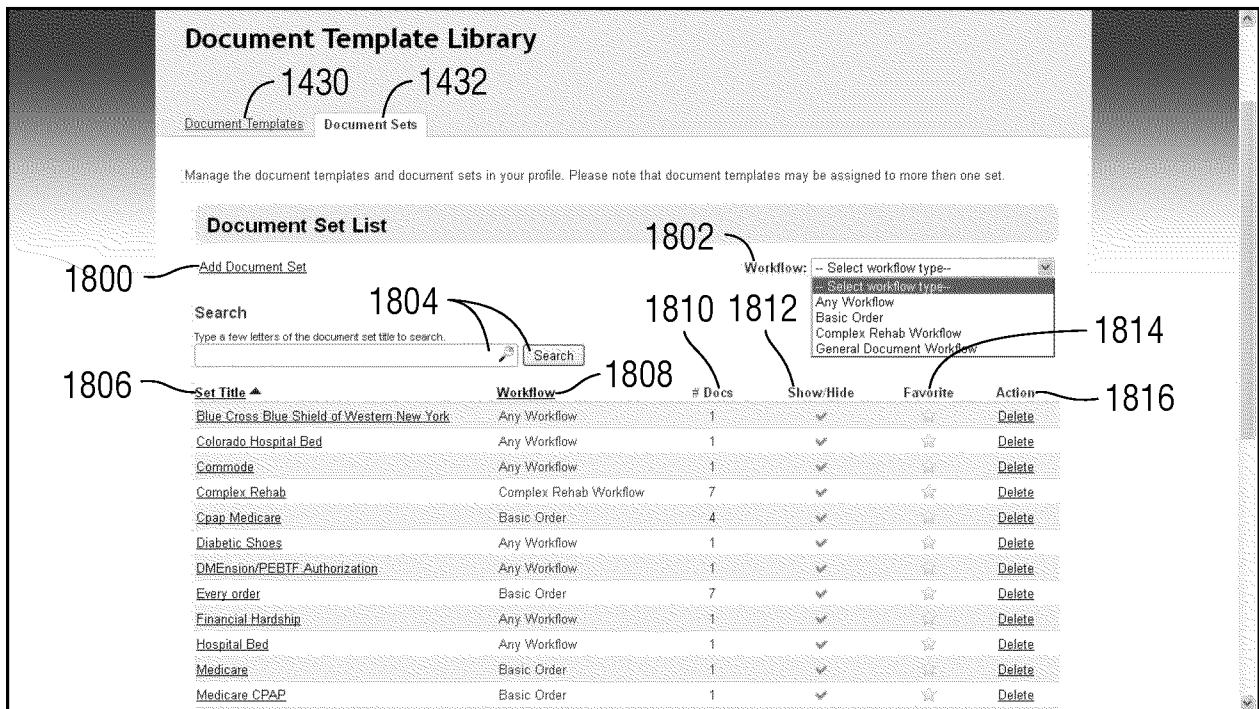 Document Template Library
1430 1432
Document Templates Document Sets
Manage the document templates and document sets in your profile. Please note that document templates may be assigned to more then one set.
Document Set List
1802
1800 Add Document Set Workflow: -- Select workflow type--
-- Select workflow type--
Any Workflow
Basic Order
Complex Rehab Workflow
General Document Workflow
Search 1804 1810 1812 1814
Type a few letters of the document set title to search.
Search
1806 Set Title ▲ Workflow 1808 # Docs Show/Hide Favorite Action 1816
Blue Cross Blue Shield of Western New York Any Workflow 1 Delete
Colorado Hospital Bed Any Workflow 1 Delete
Commode Any Workflow 1 Delete
Complex Rehab Complex Rehab Workflow 7 Delete
Cpap Medicare Basic Order 4 Delete
Diabetic Shoes Any Workflow 1 Delete
DMEnsion/PEBTF Authorization Any Workflow 1 Delete
Every order Basic Order 7 Delete
Financial Hardship Any Workflow 1 Delete
Hospital Bed Any Workflow 1 Delete
Medicare Basic Order 1 Delete
Medicare CPAP Basic Order 1 Delete